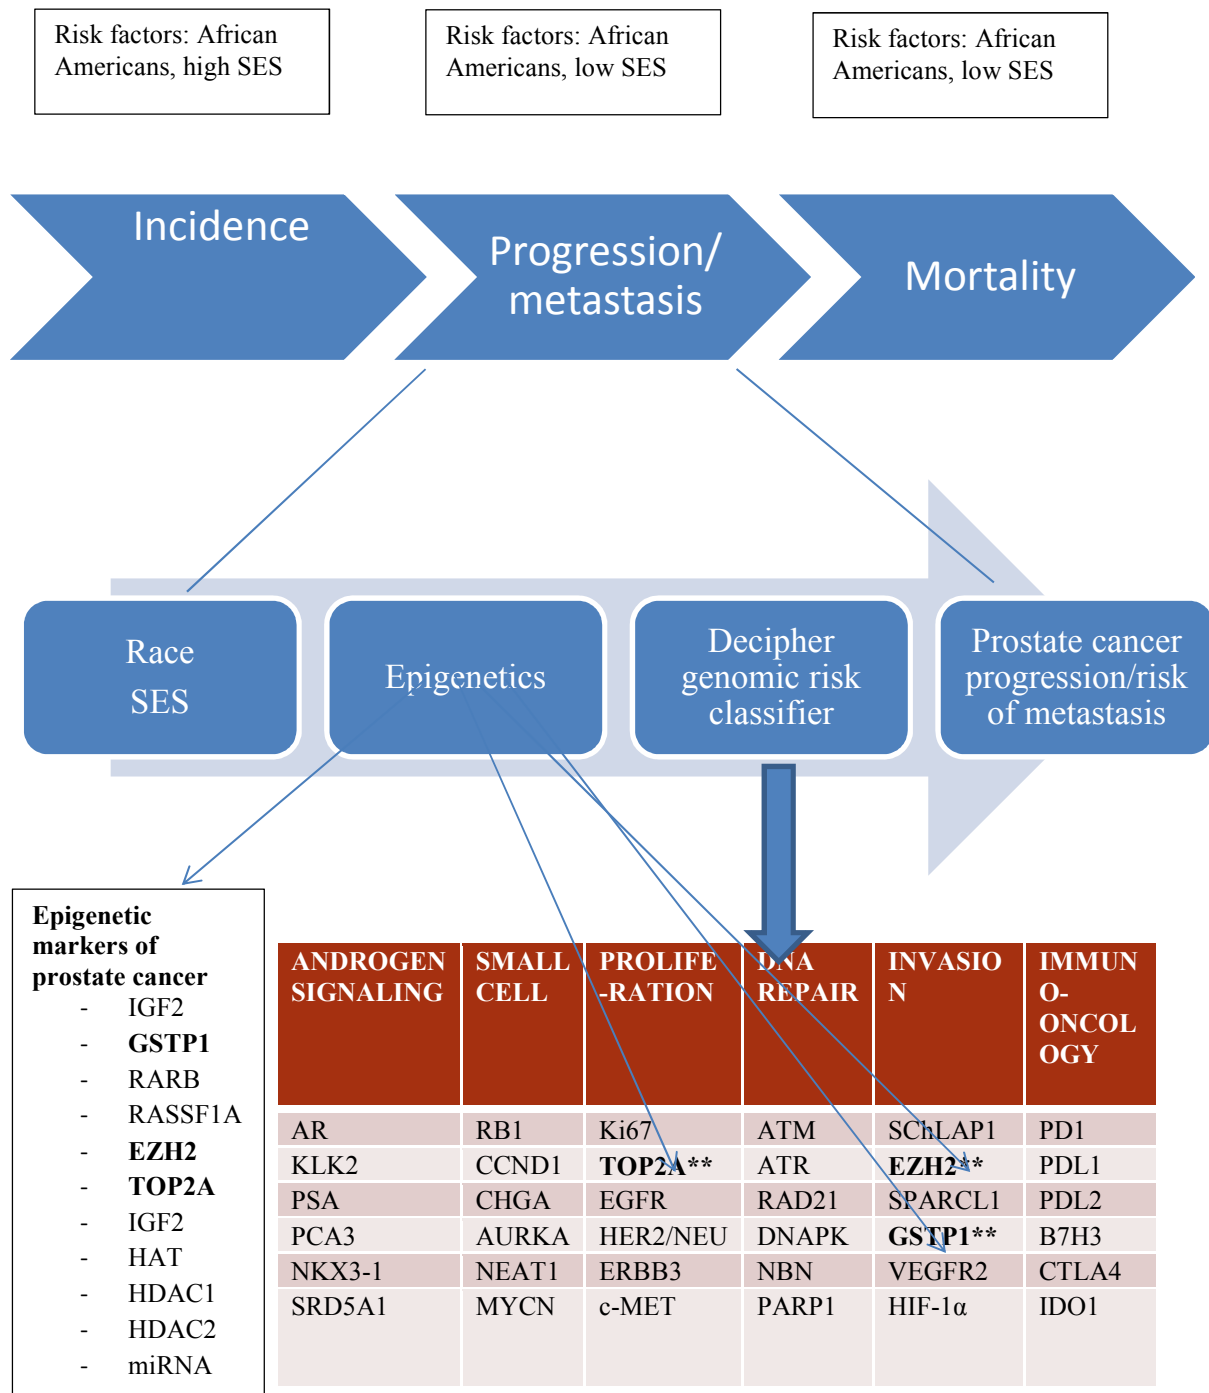 Risk factors: African
Americans, high SES
Risk factors: African
Americans, low SES
Risk factors: African
Americans, low SES
Incidence
Progression/
metastasis
Mortality
Race
SES
Epigenetics
Decipher
genomic risk
classifier
Prostate cancer
progression/risk
of metastasis
Epigenetic
markers of
prostate cancer
- IGF2
- GSTP1
- RARB
- RASSF1A
- EZH2
- TOP2A
- IGF2
- HAT
- HDAC1
- HDAC2
- miRNA
ANDROGEN
SIGNALING
SMALL
CELL
PROLIFE
-RATION
DNA
REPAIR
INVASIO
N
IMMUN
O-
ONCOL
OGY
AR RB1 Ki67 ATM SChLAP1 PD1
KLK2 CCND1 TOP2A** ATR EZH2** PDL1
PSA CHGA EGFR RAD21 SPARCL1 PDL2
PCA3 AURKA HER2/NEU DNAPK GSTP1** B7H3
NKX3-1 NEAT1 ERBB3 NBN VEGFR2 CTLA4
SRD5A1 MYCN c-MET PARP1 HIF-1α IDO1